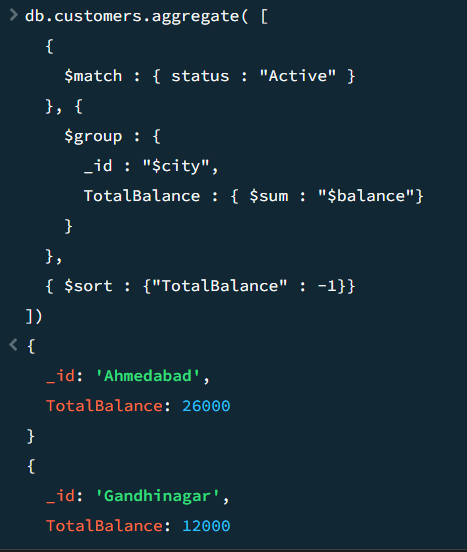 > db.customers.aggregate( [
{
$match : { status : "Active" }
}, {
$group : {
_id : "$city",
TotalBalance : { $sum : "$balance"}
}
},
{ $sort : {"TotalBalance" : -1}}
])
< {
_id: 'Ahmedabad',
TotalBalance: 26000
}
{
_id: 'Gandhinagar',
TotalBalance: 12000